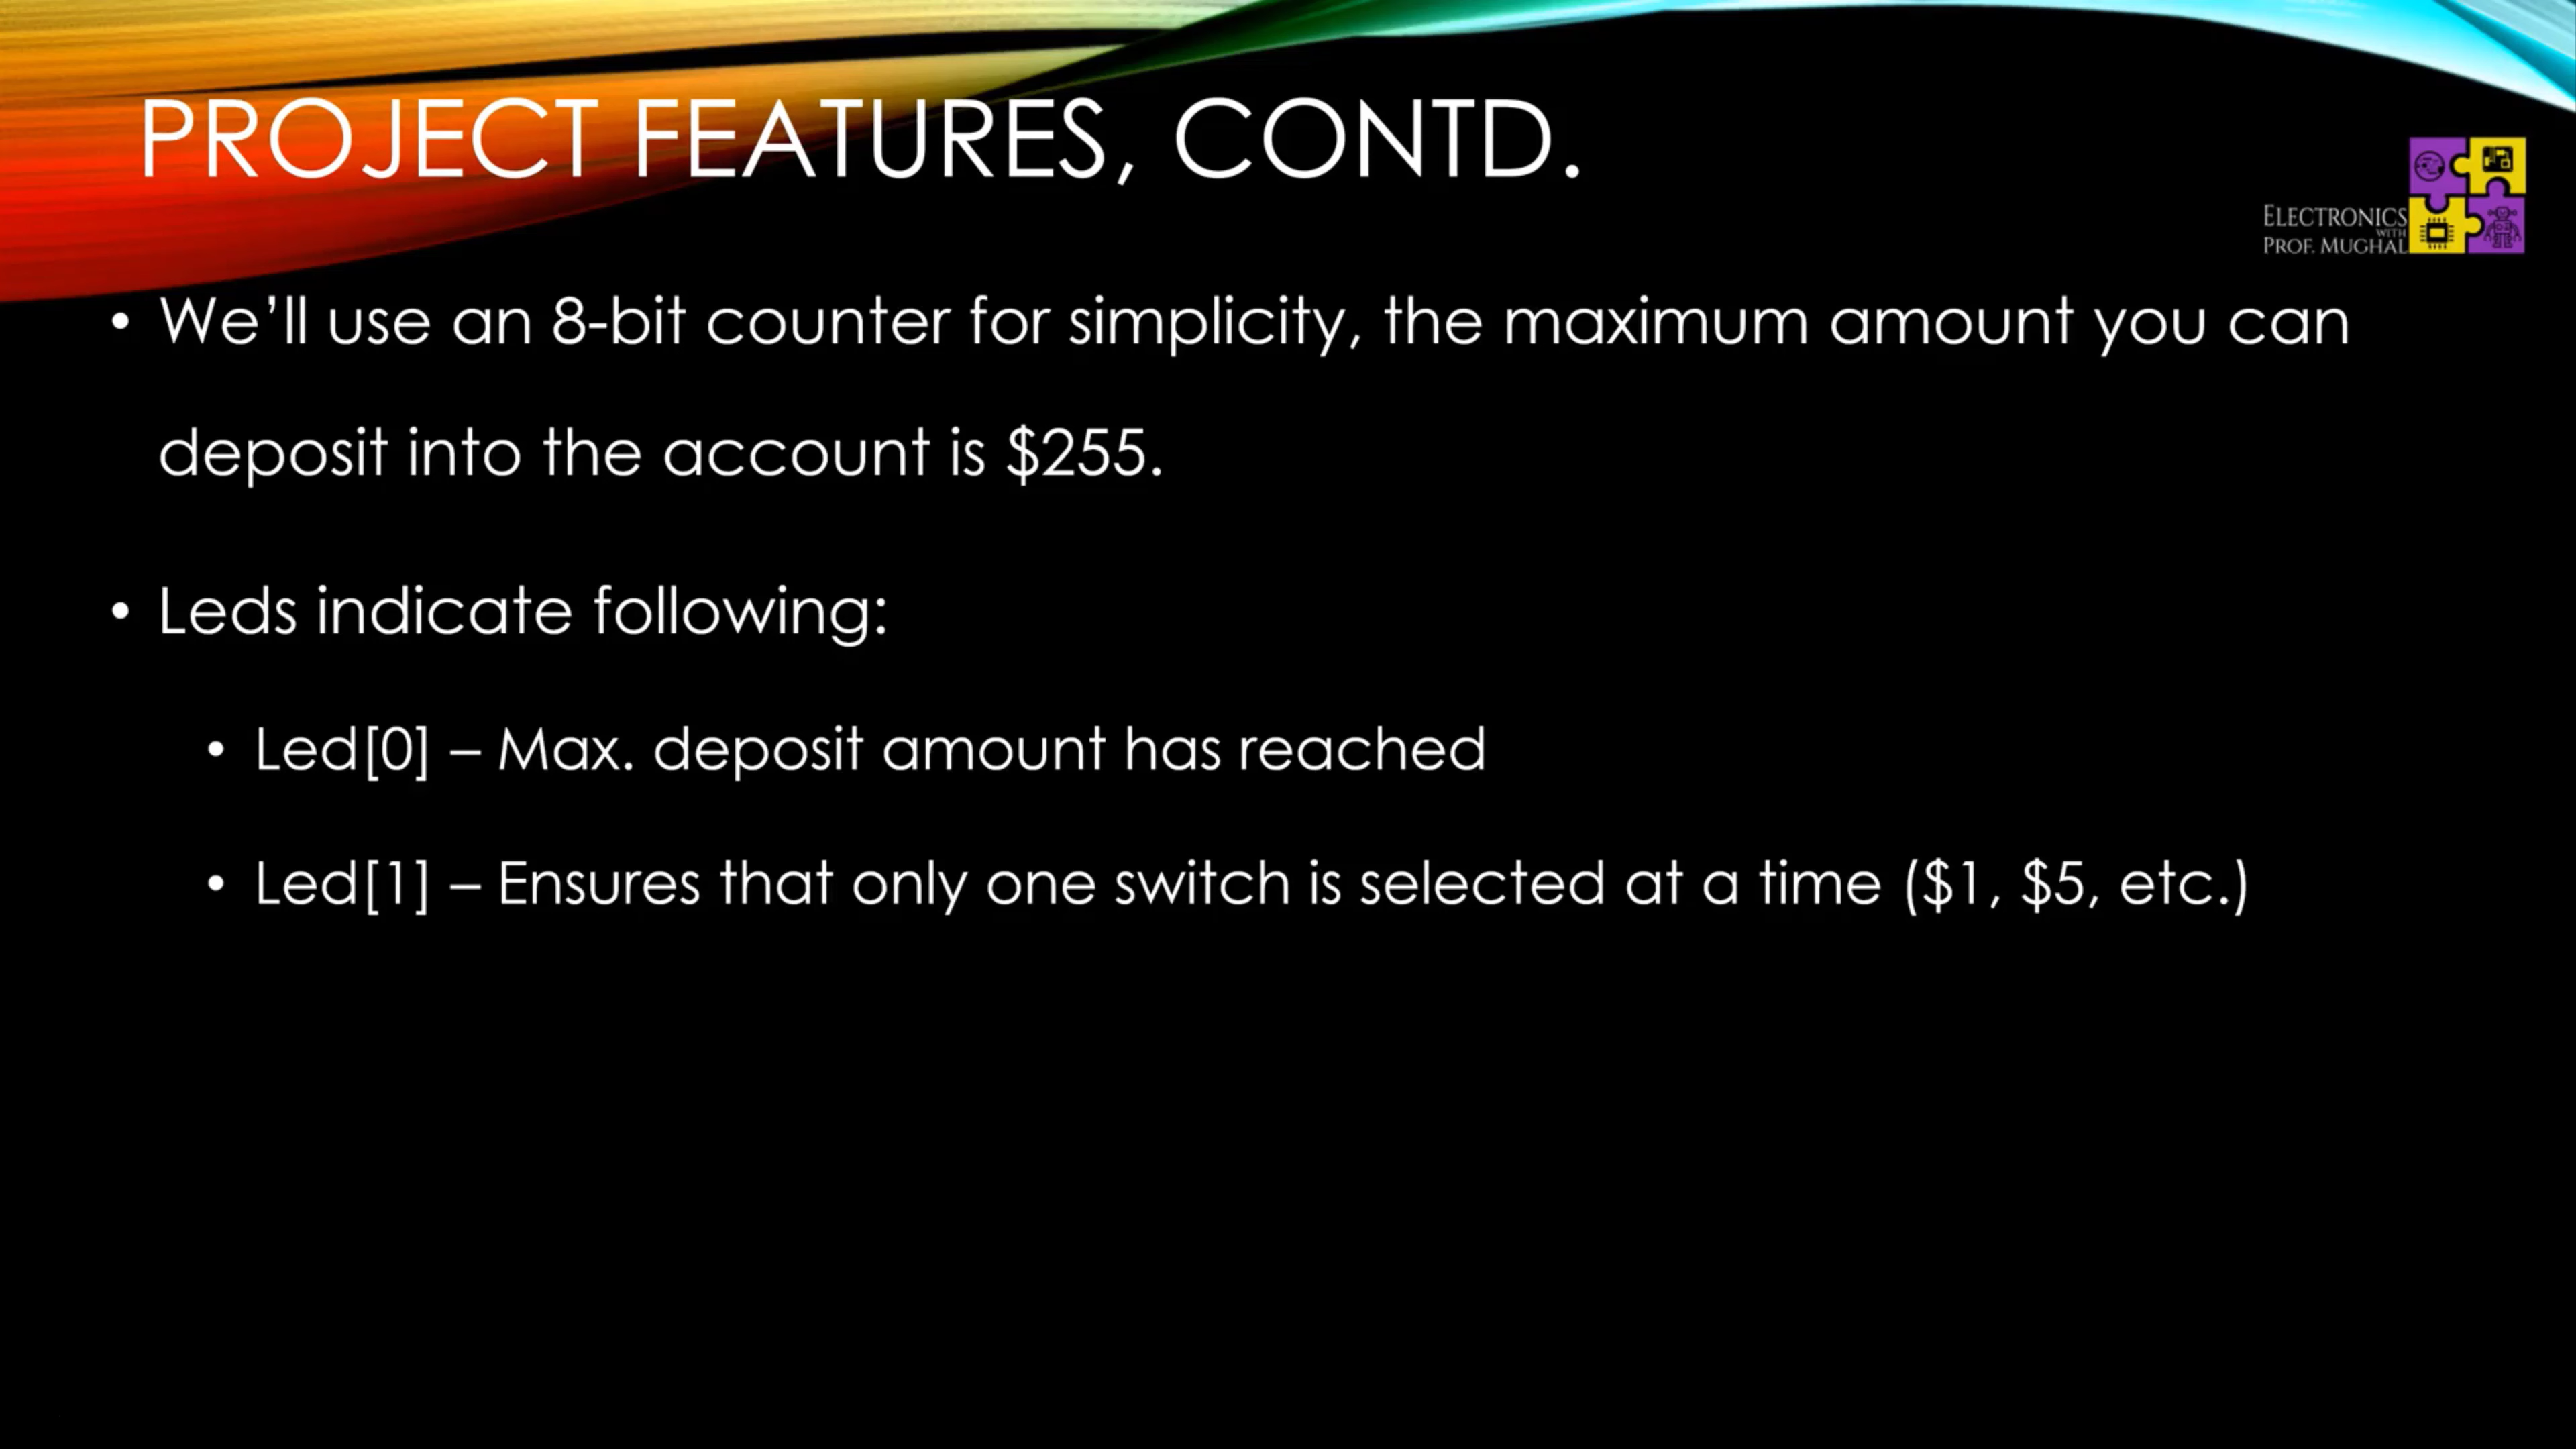 PROJECT FEATURES, CONTD.
ELECTRONICS
WITH
PROF. MUGHAL
• We'll use an 8-bit counter for simplicity, the maximum amount you can
deposit into the account is $255.
• Leds indicate following:
• Led[0] – Max. deposit amount has reached
• Led[1] – Ensures that only one switch is selected at a time ($1, $5, etc.)